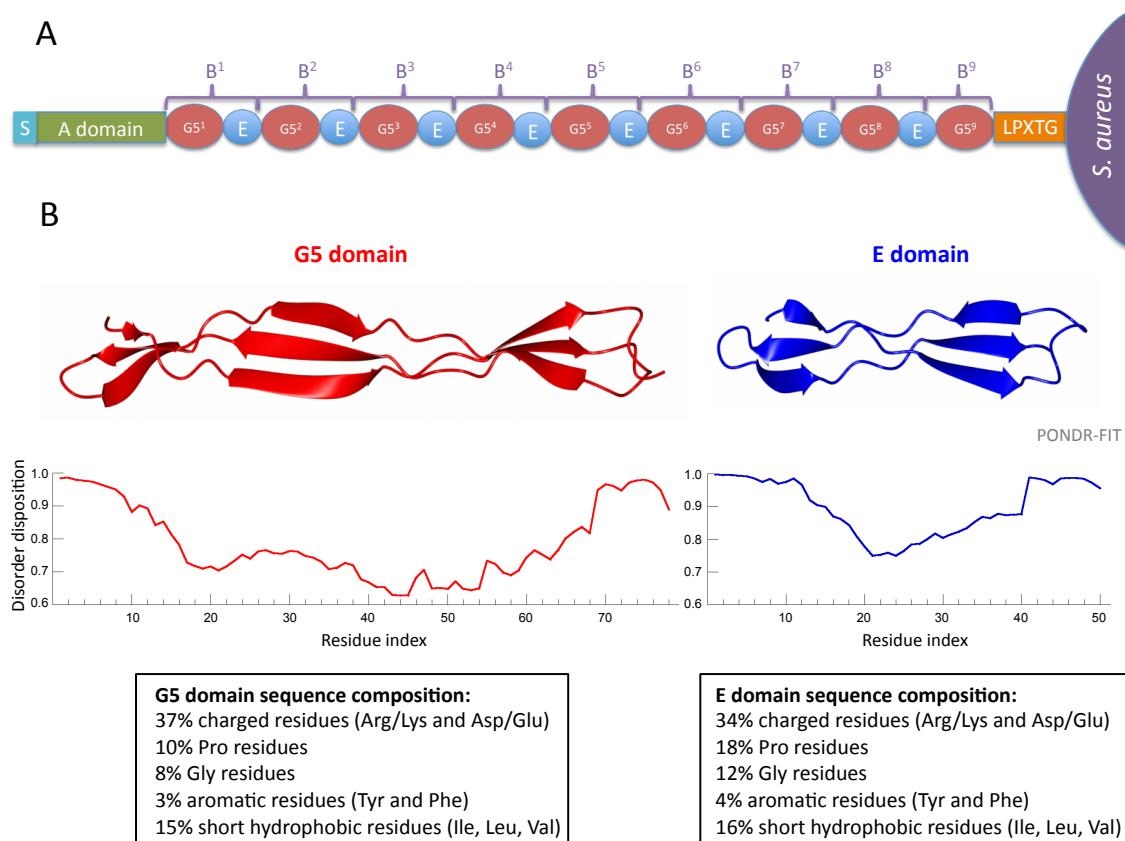 A
B¹ B² B³ B⁴ B⁵ B⁶ B⁷ B⁸ B⁹
S A domain G5¹ E G5² E G5³ E G5⁴ E G5⁵ E G5⁶ E G5⁷ E G5⁸ E G5⁹ LPXTG S. aureus
B
G5 domain
E domain
PONDR-FIT
Disorder disposition
1.0
0.9
0.8
0.7
0.6
10 20 30 40 50 60 70
Residue index
1.0
0.9
0.8
0.7
0.6
10 20 30 40 50
Residue index
G5 domain sequence composition:
37% charged residues (Arg/Lys and Asp/Glu)
10% Pro residues
8% Gly residues
3% aromatic residues (Tyr and Phe)
15% short hydrophobic residues (Ile, Leu, Val)
E domain sequence composition:
34% charged residues (Arg/Lys and Asp/Glu)
18% Pro residues
12% Gly residues
4% aromatic residues (Tyr and Phe)
16% short hydrophobic residues (Ile, Leu, Val)